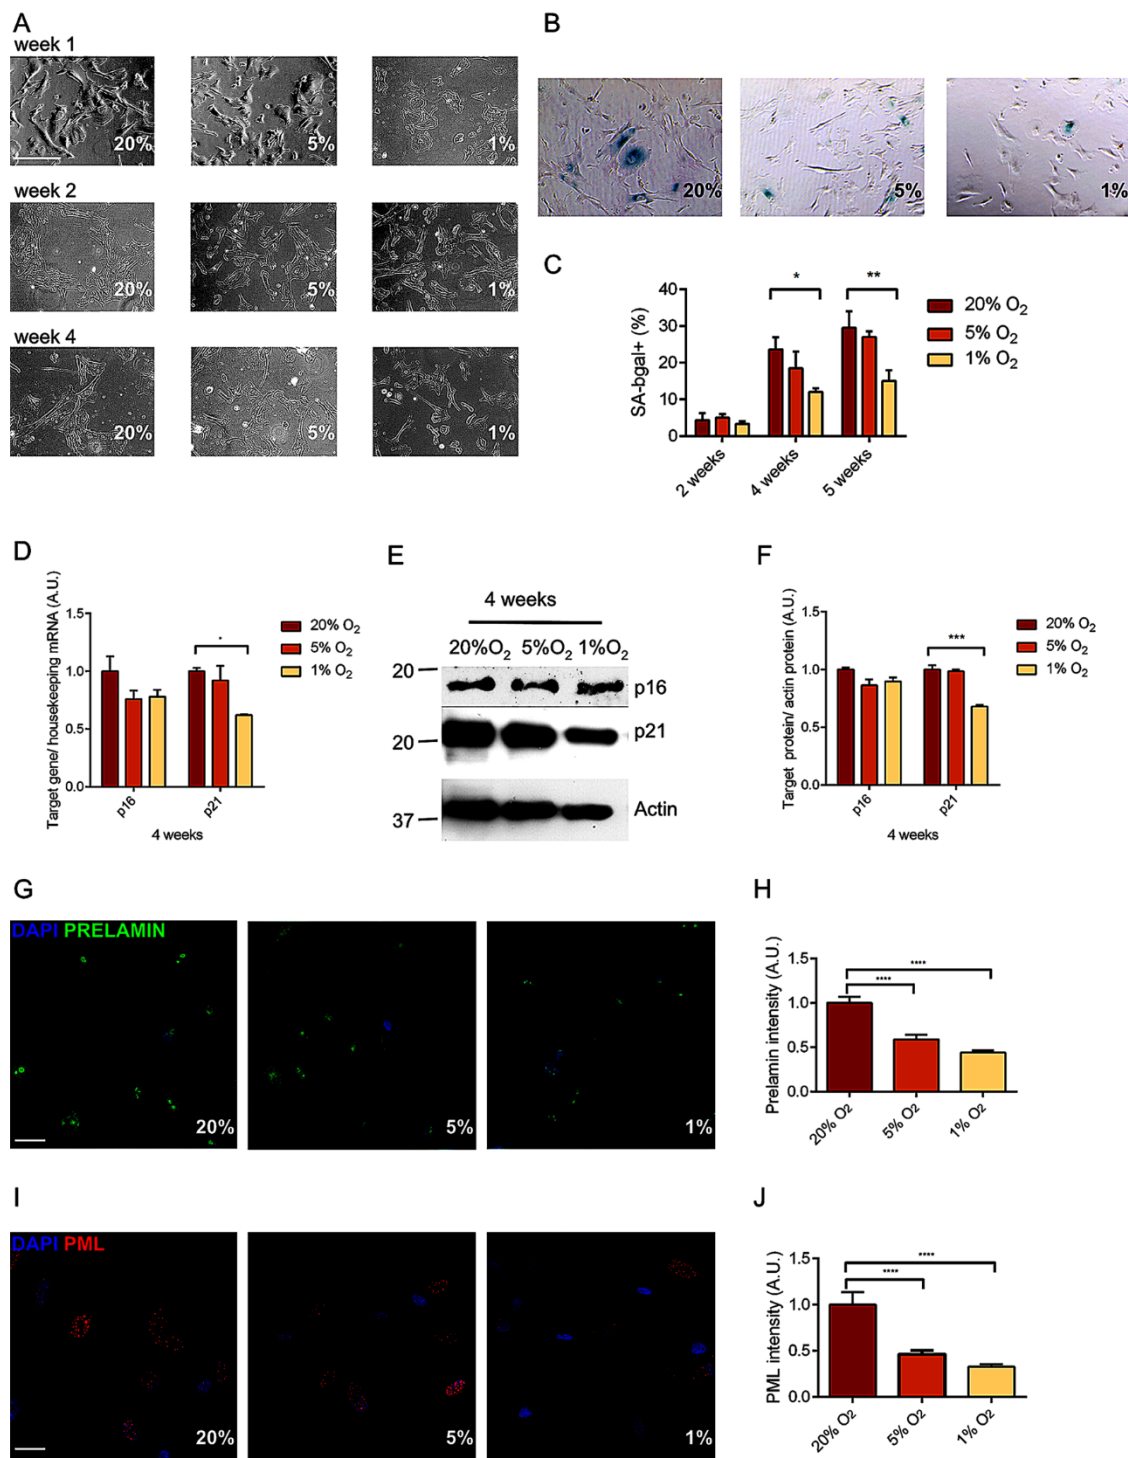 A
week 1
20%
5%
1%
week 2
20%
5%
1%
week 4
20%
5%
1%
B
20%
5%
1%
C
SA-bgal+ (%)
40
30
20
10
0
*
**
2 weeks
4 weeks
5 weeks
20% O2
5% O2
1% O2
D
Target gene/ housekeeping mRNA (A.U.)
1.5
1.0
0.5
0.0
*
p16
p21
4 weeks
20% O2
5% O2
1% O2
E
4 weeks
20%O2 5%O2 1%O2
20
p16
20
p21
37
Actin
F
Target protein/ actin protein (A.U.)
1.5
1.0
0.5
0.0
***
p16
p21
4 weeks
20% O2
5% O2
1% O2
G
DAPI PRELAMIN
20%
5%
1%
H
Prelamin intensity (A.U.)
1.5
1.0
0.5
0.0
****
****
20% O2
5% O2
1% O2
I
DAPI PML
20%
5%
1%
J
PML intensity (A.U.)
1.5
1.0
0.5
0.0
****
****
20% O2
5% O2
1% O2